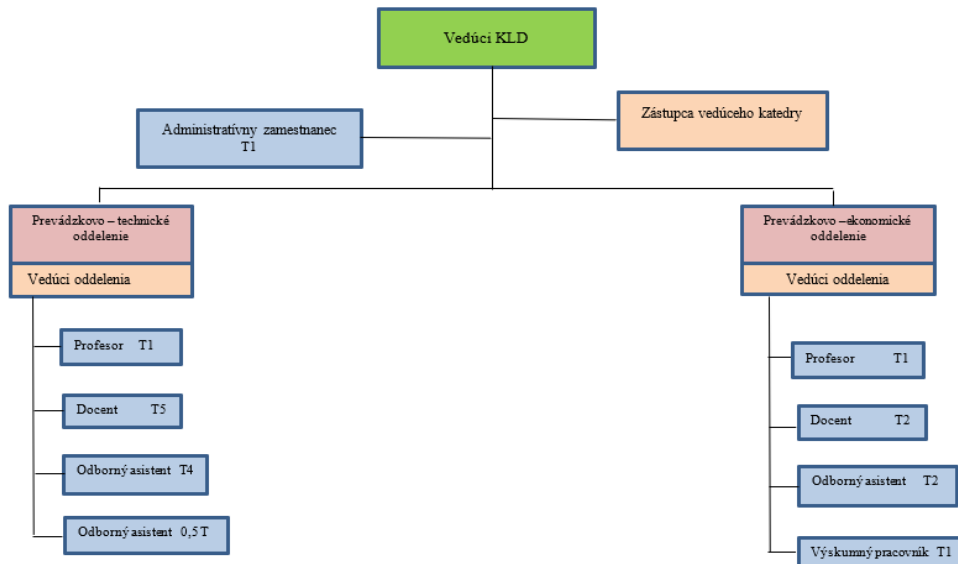 Vedúci KLD
Administratívny zamestnanec
T1
Zástupca vedúceho katedry
Prevádzkovo – technické
oddelenie
Vedúci oddelenia
Profesor T1
Docent T5
Odborný asistent T4
Odborný asistent 0,5 T
Prevádzkovo –ekonomické
oddelenie
Vedúci oddelenia
Profesor T1
Docent T2
Odborný asistent T2
Výskumný pracovník T1